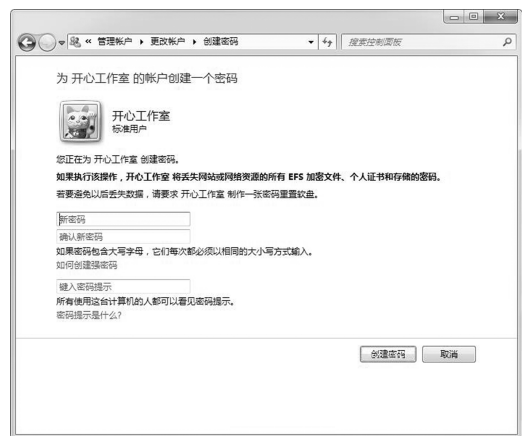 « 管理帐户 ▸ 更改帐户 ▸ 创建密码
搜索控制面板
为 开心工作室 的帐户创建一个密码
开心工作室
标准用户
您正在为 开心工作室 创建密码。
如果执行该操作，开心工作室 将丢失网站或网络资源的所有 EFS 加密文件、个人证书和存储的密码。
若要避免以后丢失数据，请要求 开心工作室 制作一张密码重置软盘。
新密码
确认新密码
如果密码包含大写字母，它们每次都必须以相同的大小写方式输入。
如何创建强密码
键入密码提示
所有使用这台计算机的人都可以看见密码提示。
密码提示是什么?
创建密码
取消